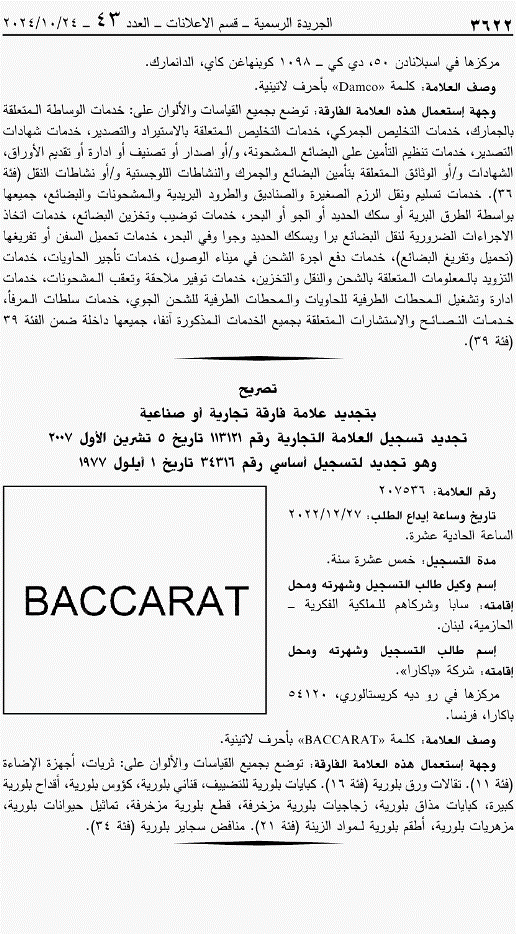 ٣٦٢٢ الجريدة الرسمية – قسم الاعلانات – العدد ٤٣ – ٢٠٢٤/١٠/٢٤
مركزها في اسبلانادن ٥٠، دي كي – ١٠٩٨ كوبنهاغن كاي، الدانمارك.
وصف العلامة: كلمة «Damco» بأحرف لاتينية.
وجهة إستعمال هذه العلامة الفارقة: توضع بجميع القياسات والألوان على: خدمات الوساطة المتعلقة
بالجمارك، خدمات التخليص الجمركي، خدمات التخليص المتعلقة بالاستيراد والتصدير، خدمات شهادات
التصدير، خدمات تنظيم التأمين على البضائع المشحونة، و/أو اصدار أو تصنيف أو ادارة أو تقديم الأوراق،
الشهادات و/أو الوثائق المتعلقة بتأمين البضائع والجمرك والنشاطات اللوجستية و/أو نشاطات النقل (فئة
٣٦). خدمات تسليم ونقل الرزم الصغيرة والصناديق والطرود البريدية والمشحونات والبضائع، جميعها
بواسطة الطرق البرية أو سكك الحديد أو الجو أو البحر، خدمات توضيب وتخزين البضائع، خدمات اتخاذ
الاجراءات الضرورية لنقل البضائع برا وبسكك الحديد وجوا وفي البحر، خدمات تحميل السفن أو تفريغها
(تحميل وتفريغ البضائع)، خدمات دفع اجرة الشحن في ميناء الوصول، خدمات تأجير الحاويات، خدمات
التزويد بالمعلومات المتعلقة بالشحن والنقل والتخزين، خدمات توفير ملاحقة وتعقب المشحونات، خدمات
ادارة وتشغيل المحطات الطرفية للحاويات والمحطات الطرفية للشحن الجوي، خدمات سلطات المرفأ،
خدمات النصائح والاستشارات المتعلقة بجميع الخدمات المذكورة آنفا، جميعها داخلة ضمن الفئة ٣٩
(فئة ٣٩).
تصريح
بتجديد علامة فارقة تجارية أو صناعية
تجديد تسجيل العلامة التجارية رقم ١١٣١٢١ تاريخ ٥ تشرين الأول ٢٠٠٧
وهو تجديد لتسجيل أساسي رقم ٣٤٣١٦ تاريخ ١ أيلول ١٩٧٧
رقم العلامة: ٢٠٧٥٣٦
تاريخ وساعة إيداع الطلب: ٢٠٢٢/١٢/٢٧
الساعة الحادية عشرة.
مدة التسجيل: خمس عشرة سنة.
إسم وكيل طالب التسجيل وشهرته ومحل
إقامته: سابا وشركاهم للملكية الفكرية –
الحازمية، لبنان.
إسم طالب التسجيل وشهرته ومحل
إقامته: شركة «باكارا».
مركزها في رو ديه كريستالوري، ٥٤١٢٠
باكارا، فرنسا.
BACCARAT
وصف العلامة: كلمة «BACCARAT» بأحرف لاتينية.
وجهة إستعمال هذه العلامة الفارقة: توضع بجميع القياسات والألوان على: ثريات، أجهزة الإضاءة
(فئة ١١). ثقالات ورق بلورية (فئة ١٦). كبايات بلورية للتضييف، قناني بلورية، كؤوس بلورية، أقداح بلورية
كبيرة، كبايات مذاق بلورية، زجاجيات بلورية مزخرفة، قطع بلورية مزخرفة، تماثيل حيوانات بلورية،
مزهريات بلورية، أطقم بلورية لمواد الزينة (فئة ٢١). منافض سجاير بلورية (فئة ٣٤).